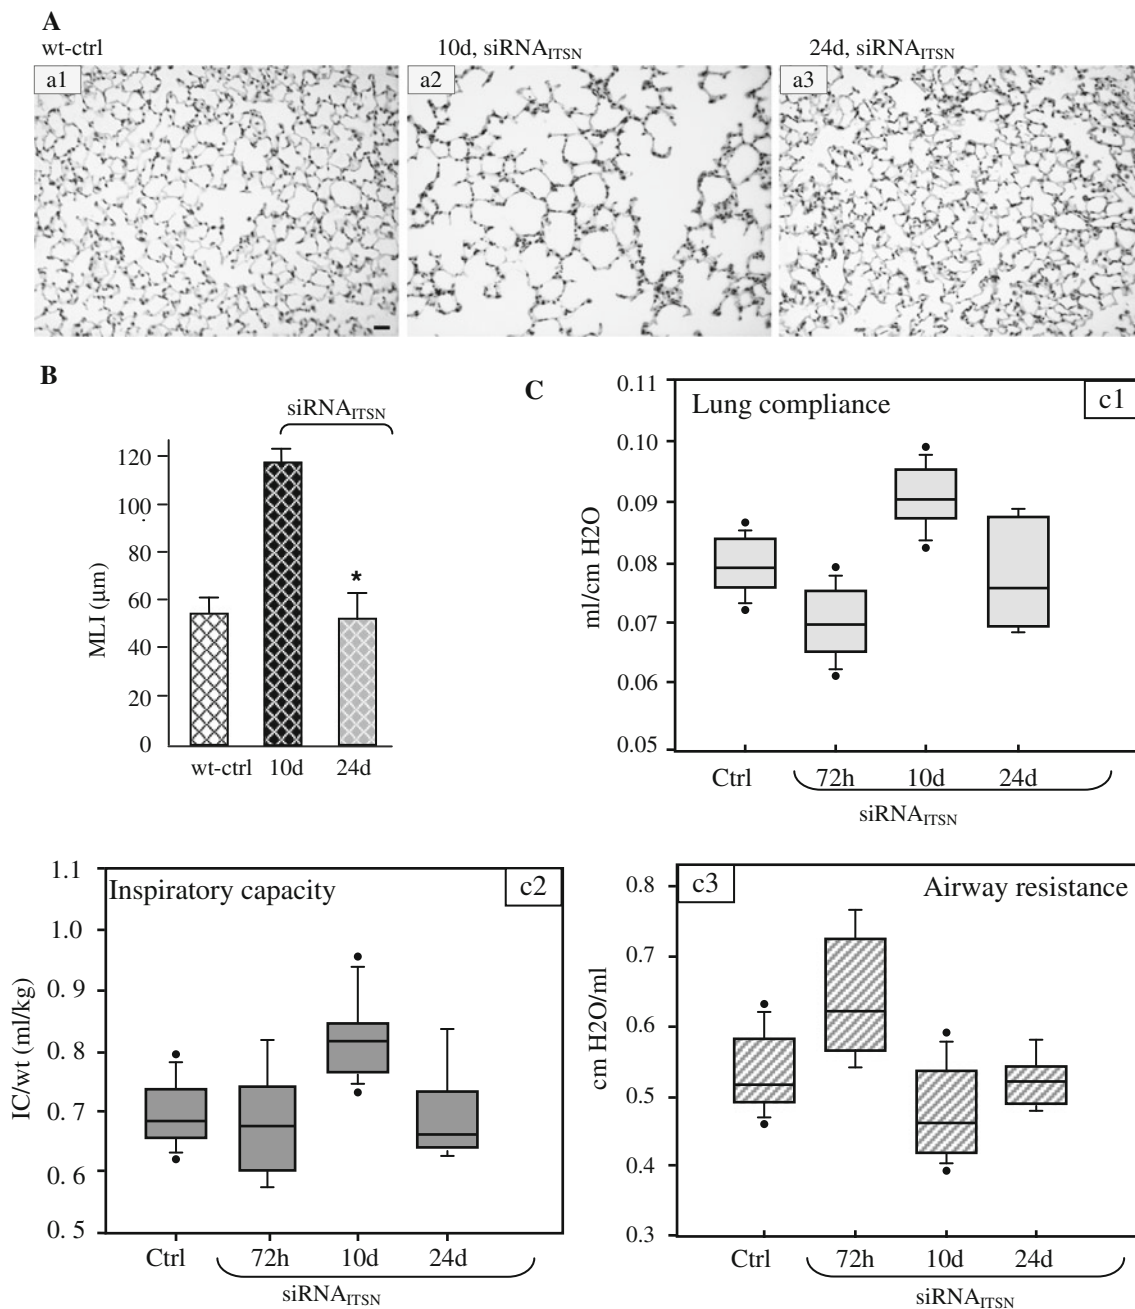 A
wt-ctrl 10d, siRNAITSN 24d, siRNAITSN
a1 a2 a3
B
siRNAITSN
MLI (µm)
120
100
80
60
40
20
0
*
wt-ctrl 10d 24d
C
Lung compliance
c1
ml/cm H2O
0.11
0.10
0.09
0.08
0.07
0.06
0.05
Ctrl 72h 10d 24d
siRNAITSN
Inspiratory capacity
c2
IC/wt (ml/kg)
1.1
1.0
0.9
0.8
0.7
0.6
0.5
Ctrl 72h 10d 24d
siRNAITSN
c3
Airway resistance
cm H2O/ml
0.8
0.7
0.6
0.5
0.4
0.3
Ctrl 72h 10d 24d
siRNAITSN